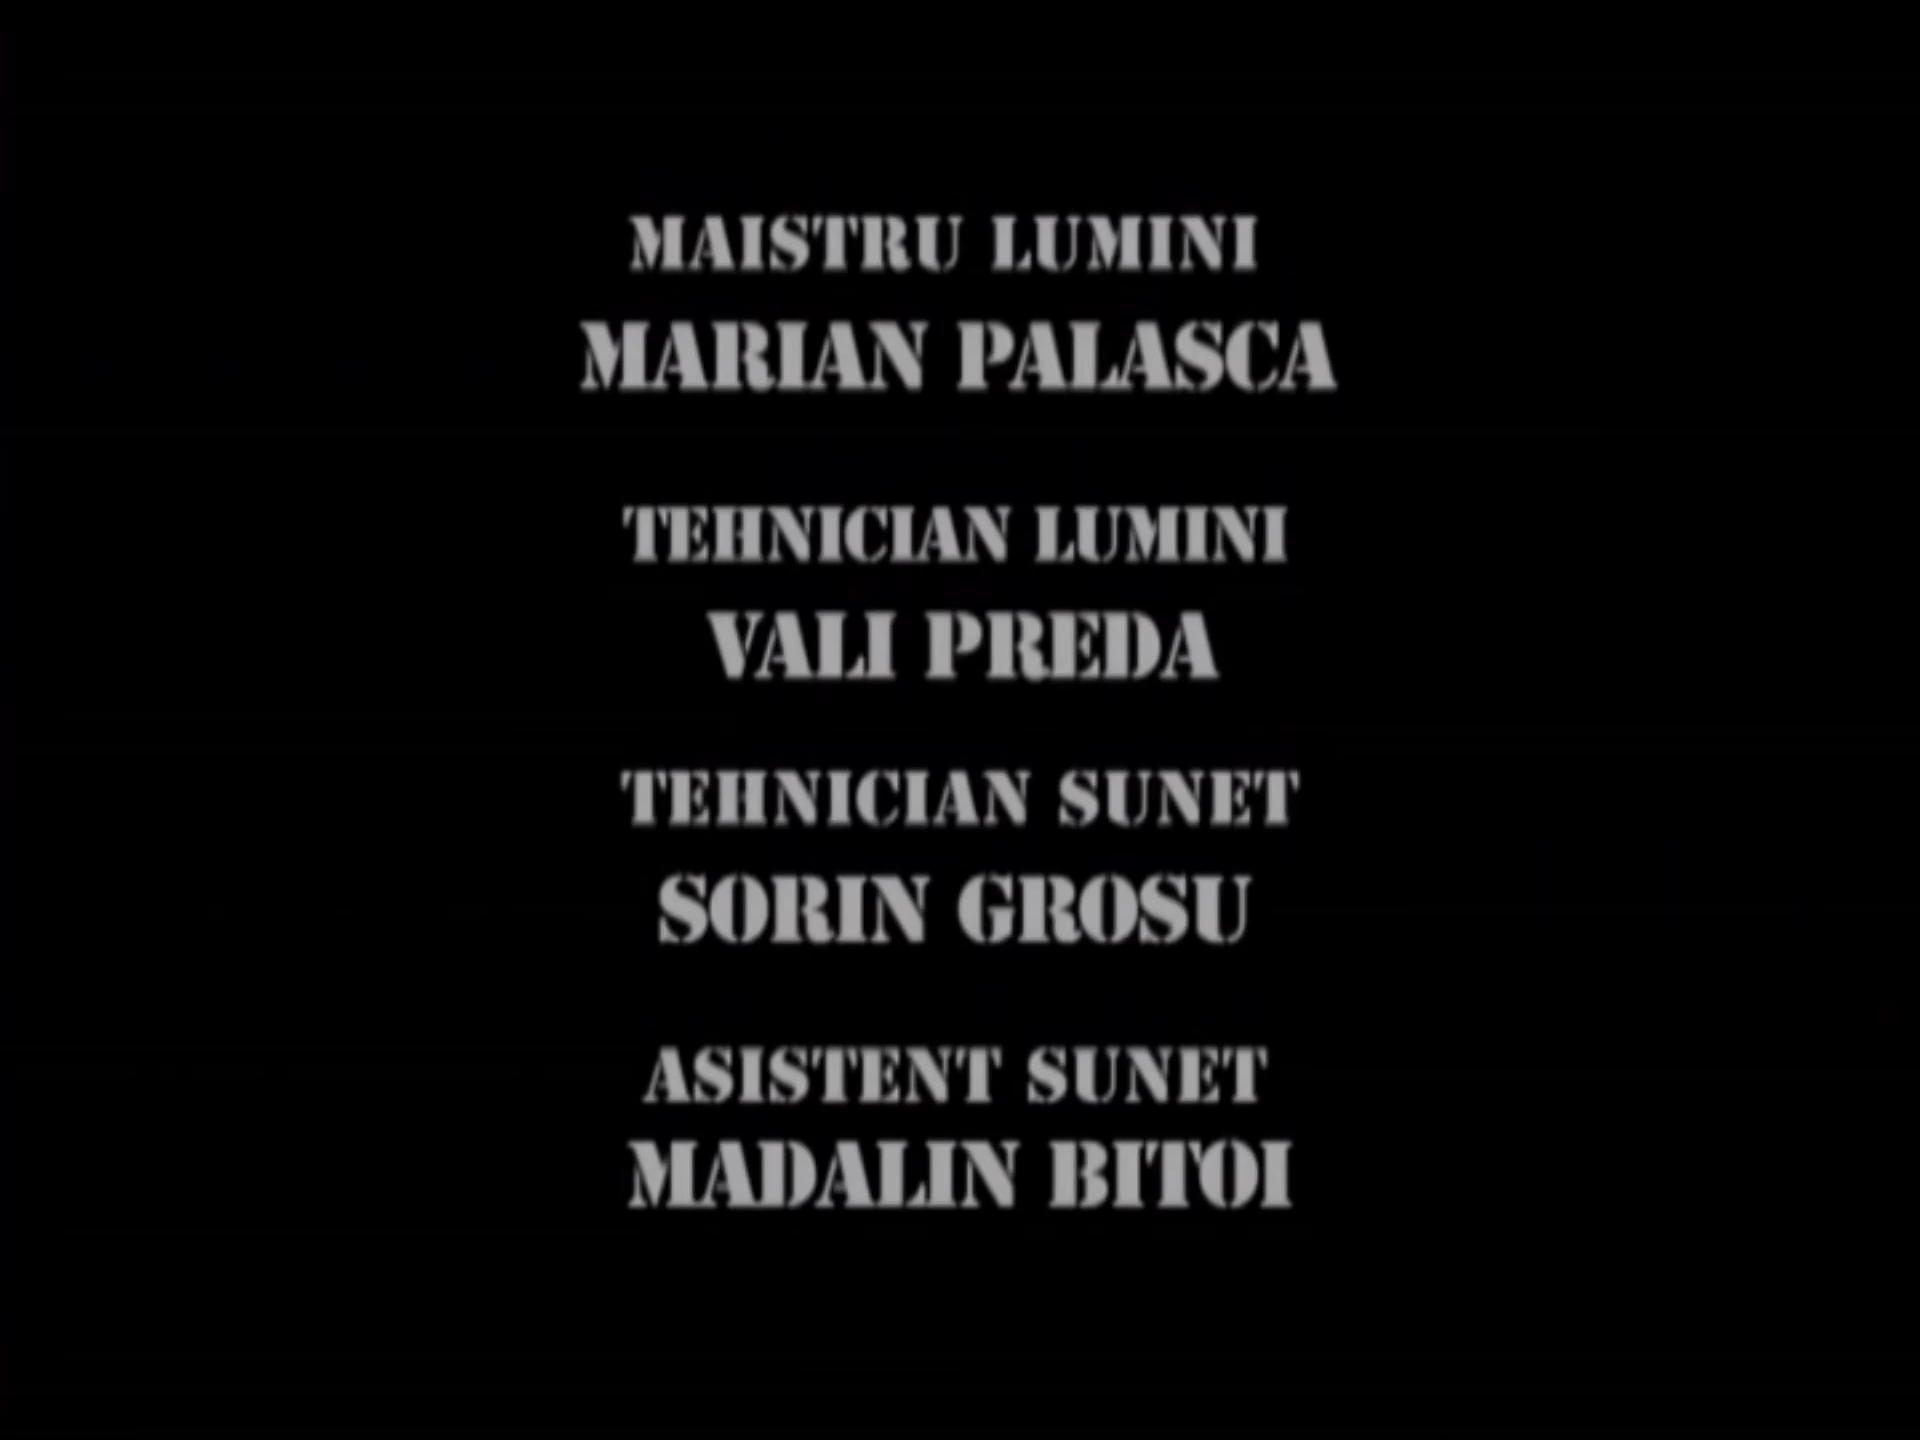 MAISTRU LUMINI
MARIAN PALASCA
TEHNICIAN LUMINI
VALI PREDA
TEHNICIAN SUNET
SORIN GROSU
ASISTENT SUNET
MADALIN BITOI